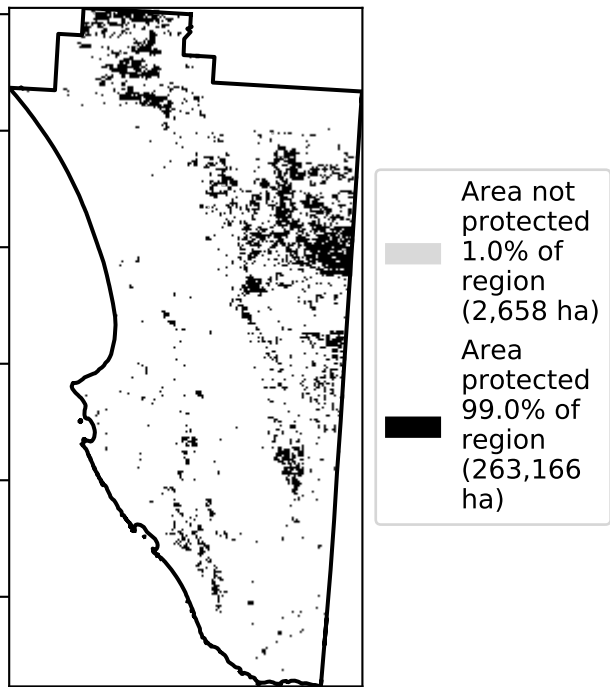 Area not
protected
1.0% of
region
(2,658 ha)
Area
protected
99.0% of
region
(263,166
ha)